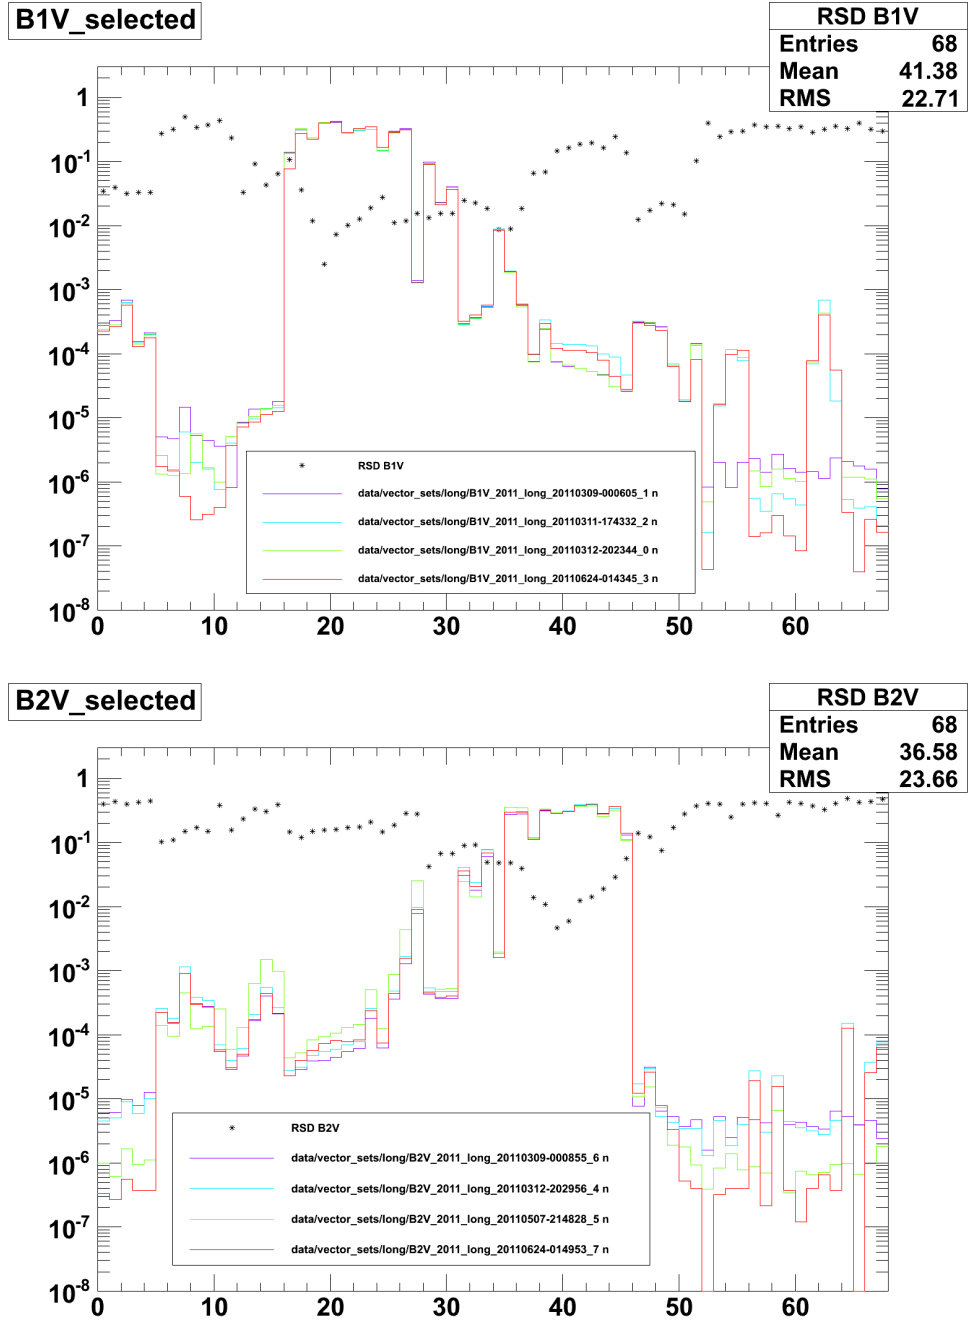 B1V_selected
RSD B1V
Entries 68
Mean 41.38
RMS 22.71
1
10-1
10-2
10-3
10-4
10-5
10-6
10-7
10-8
RSD B1V
data/vector_sets/long/B1V_2011_long_20110309-000605_1 n
data/vector_sets/long/B1V_2011_long_20110311-174332_2 n
data/vector_sets/long/B1V_2011_long_20110312-202344_0 n
data/vector_sets/long/B1V_2011_long_20110624-014345_3 n
0 10 20 30 40 50 60
B2V_selected
RSD B2V
Entries 68
Mean 36.58
RMS 23.66
1
10-1
10-2
10-3
10-4
10-5
10-6
10-7
10-8
RSD B2V
data/vector_sets/long/B2V_2011_long_20110309-000855_6 n
data/vector_sets/long/B2V_2011_long_20110312-202956_4 n
data/vector_sets/long/B2V_2011_long_20110507-214828_5 n
data/vector_sets/long/B2V_2011_long_20110624-014953_7 n
0 10 20 30 40 50 60